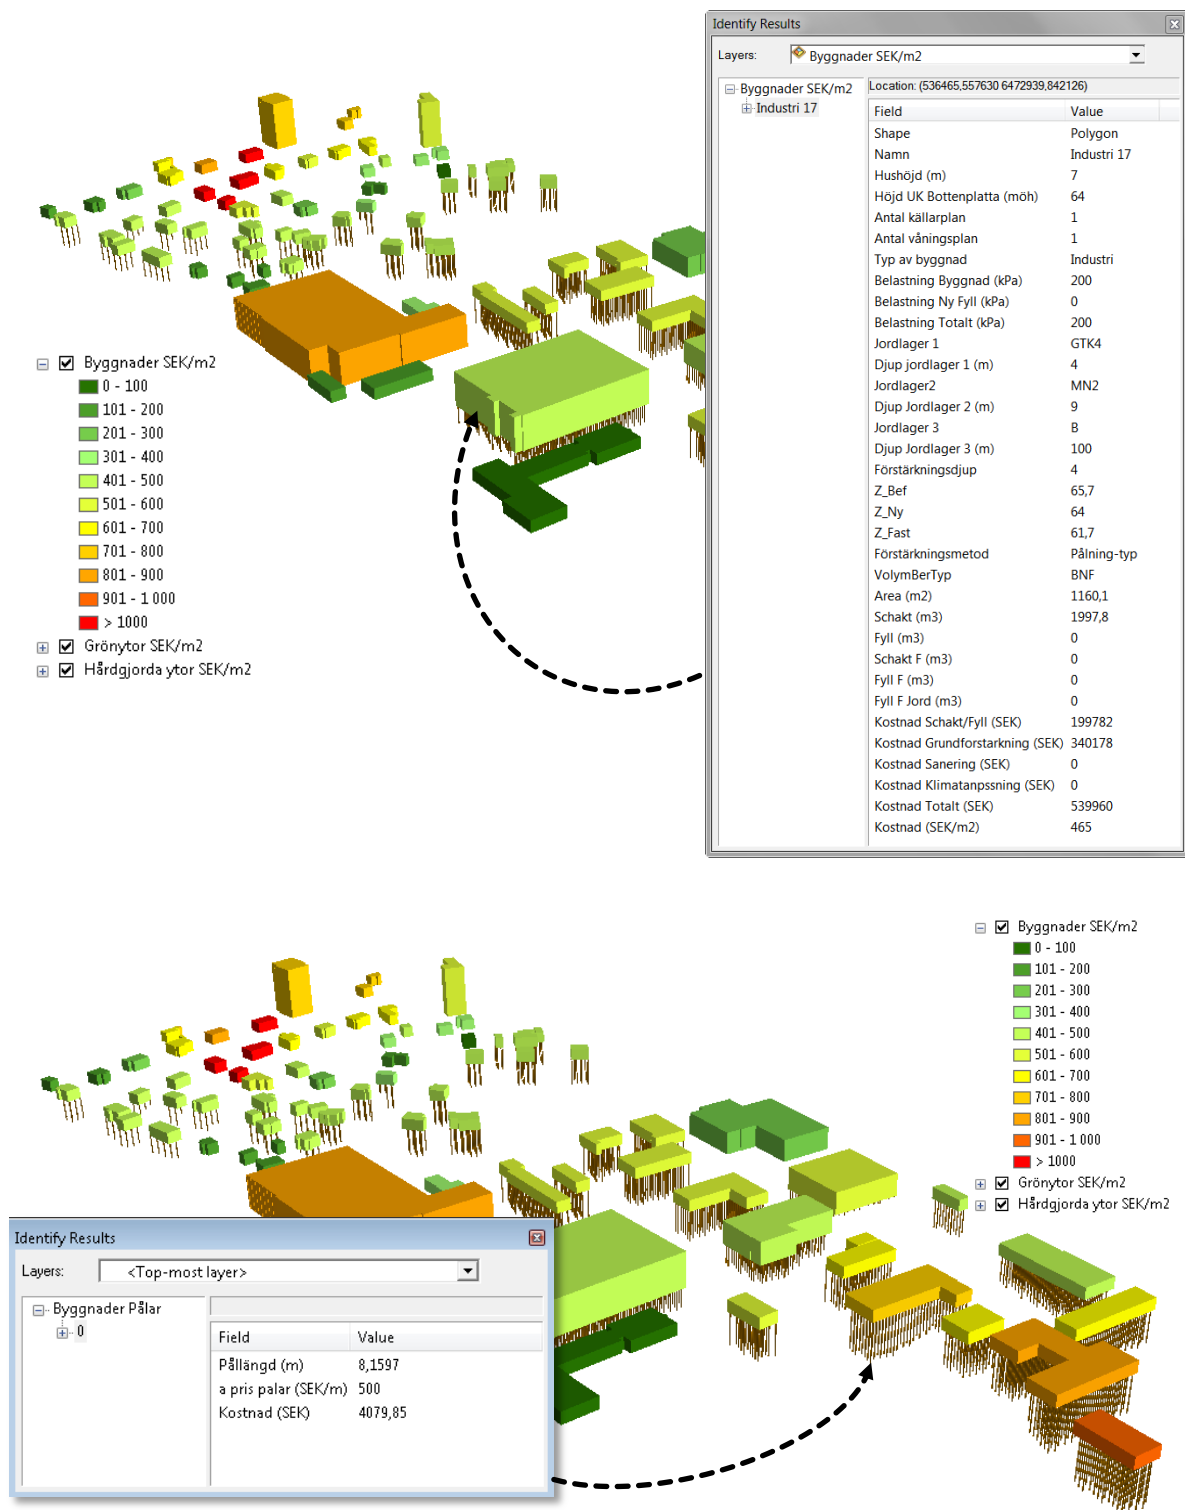 Identify Results
Layers: Byggnader SEK/m2
Byggnader SEK/m2
Industri 17
Location: (536465,557630 6472939,842126)
Field Value
Shape Polygon
Namn Industri 17
Hushöjd (m) 7
Höjd UK Bottenplatta (möh) 64
Antal källarplan 1
Antal våningsplan 1
Typ av byggnad Industri
Belastning Byggnad (kPa) 200
Belastning Ny Fyll (kPa) 0
Belastning Totalt (kPa) 200
Jordlager 1 GTK4
Djup jordlager 1 (m) 4
Jordlager2 MN2
Djup Jordlager 2 (m) 9
Jordlager 3 B
Djup Jordlager 3 (m) 100
Förstärkningsdjup 4
Z_Bef 65,7
Z_Ny 64
Z_Fast 61,7
Förstärkningsmetod Pålning-typ
VolymBerTyp BNF
Area (m2) 1160,1
Schakt (m3) 1997,8
Fyll (m3) 0
Schakt F (m3) 0
Fyll F (m3) 0
Fyll F Jord (m3) 0
Kostnad Schakt/Fyll (SEK) 199782
Kostnad Grundforstarkning (SEK) 340178
Kostnad Sanering (SEK) 0
Kostnad Klimatanpssning (SEK) 0
Kostnad Totalt (SEK) 539960
Kostnad (SEK/m2) 465
Byggnader SEK/m2
0 - 100
101 - 200
201 - 300
301 - 400
401 - 500
501 - 600
601 - 700
701 - 800
801 - 900
901 - 1 000
> 1000
Grönytor SEK/m2
Hårdgjorda ytor SEK/m2
Byggnader SEK/m2
0 - 100
101 - 200
201 - 300
301 - 400
401 - 500
501 - 600
601 - 700
701 - 800
801 - 900
901 - 1 000
> 1000
Grönytor SEK/m2
Hårdgjorda ytor SEK/m2
Identify Results
Layers: <Top-most layer>
Byggnader Pålar
0
Field Value
Pållängd (m) 8,1597
a pris palar (SEK/m) 500
Kostnad (SEK) 4079,85